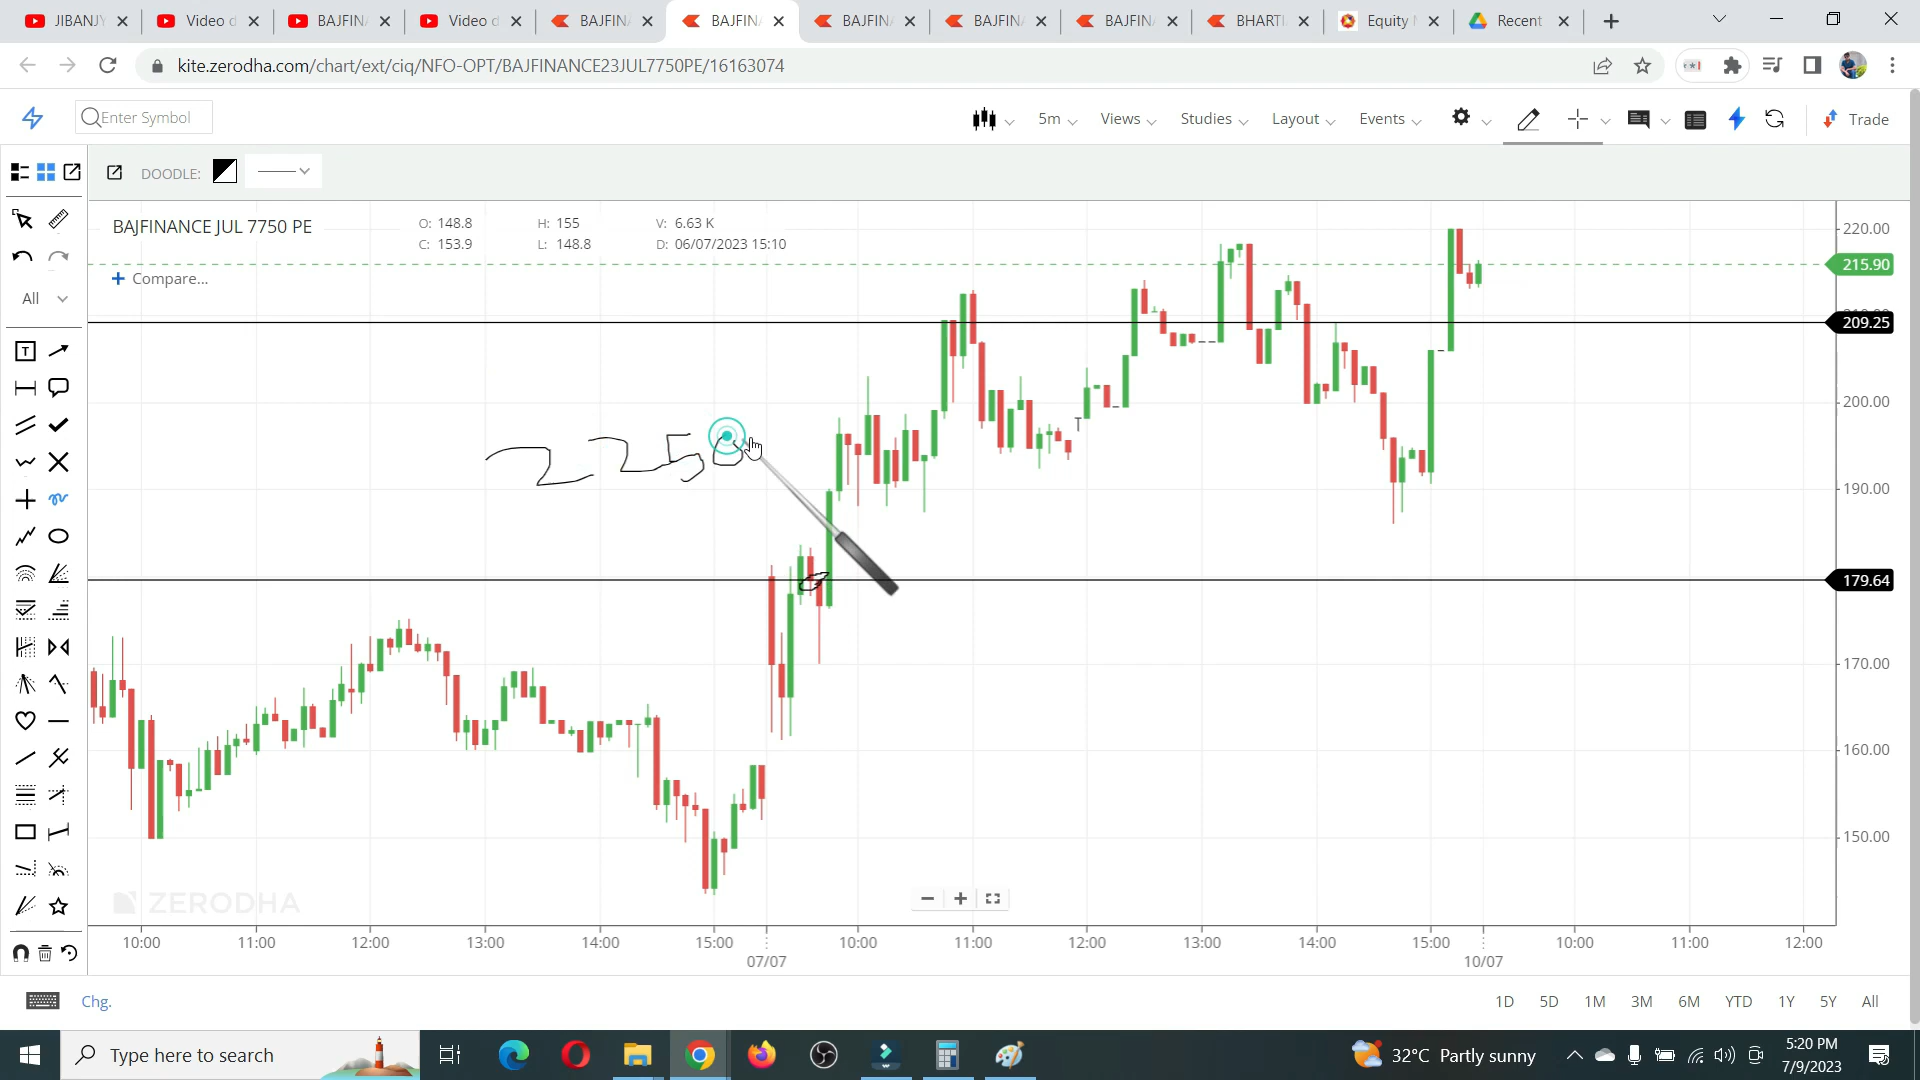 JIBANJY
Video d
BAJFIN
Video d
BAJFIN
BAJFIN
BAJFIN
BAJFIN
BAJFIN
BHARTI
Equity
Recent
kite.zerodha.com/chart/ext/ciq/NFO-OPT/BAJFINANCE23JUL7750PE/16163074
Enter Symbol
5m
Views
Studies
Layout
Events
Trade
DOODLE:
BAJFINANCE JUL 7750 PE
O: 148.8
H: 155
V: 6.63 K
C: 153.9
L: 148.8
D: 06/07/2023 15:10
+ Compare...
All
T
220.00
215.90
209.25
200.00
190.00
179.64
170.00
160.00
150.00
2250
ZERODHA
10:00 11:00 12:00 13:00 14:00 15:00 10:00 11:00 12:00 13:00 14:00 15:00 10:00 11:00 12:00
07/07 10/07
Chg.
1D 5D 1M 3M 6M YTD 1Y 5Y All
Type here to search
32°C Partly sunny
5:20 PM
7/9/2023